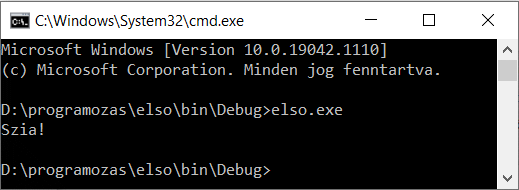 C:\Windows\System32\cmd.exe
Microsoft Windows [Version 10.0.19042.1110]
(c) Microsoft Corporation. Minden jog fenntartva.
D:\programozas\elso\bin\Debug>elso.exe
Szia!
D:\programozas\elso\bin\Debug>